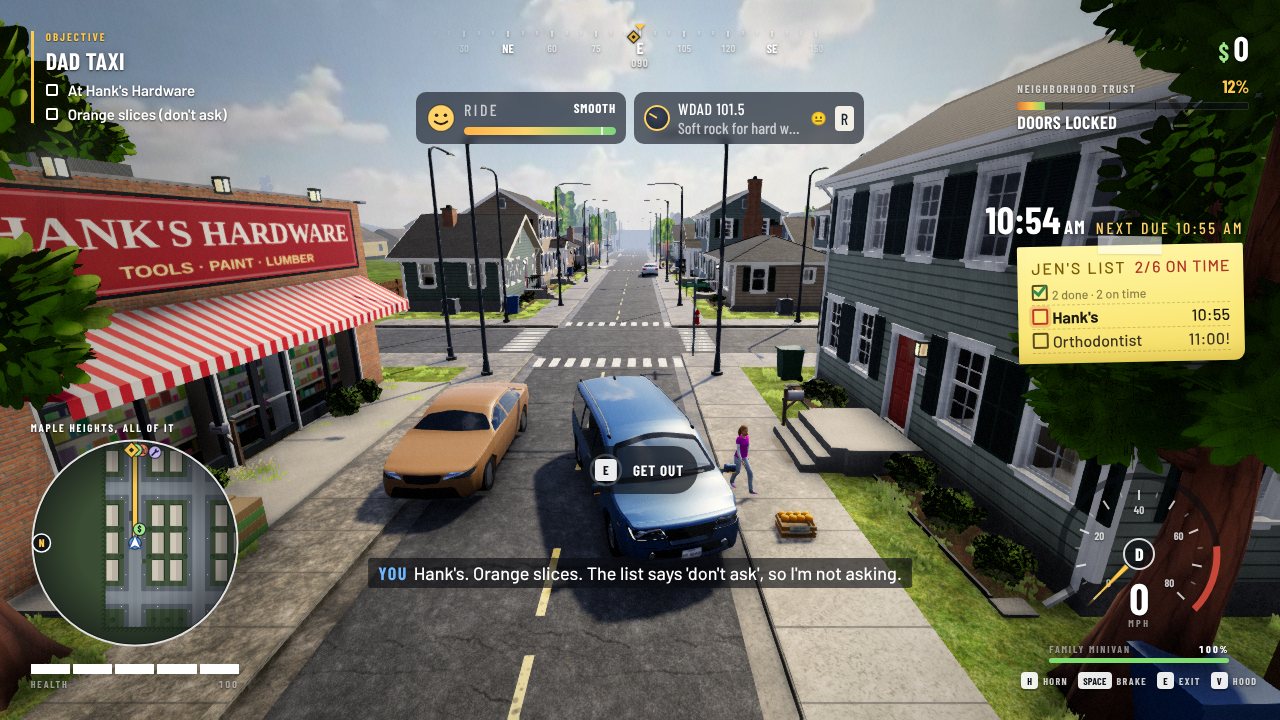 OBJECTIVE
DAD TAXI
At Hank's Hardware
Orange slices (don't ask)
30 NE 60 75 E 105 120 SE 150
090
RIDE SMOOTH
WDAD 101.5
Soft rock for hard w...
R
$ 0
NEIGHBORHOOD TRUST 12%
DOORS LOCKED
10:54 AM NEXT DUE 10:55 AM
JEN'S LIST 2/6 ON TIME
2 done · 2 on time
Hank's 10:55
Orthodontist 11:00!
HANK'S HARDWARE
TOOLS · PAINT · LUMBER
E GET OUT
MAPLE HEIGHTS, ALL OF IT
N
$
YOU Hank's. Orange slices. The list says 'don't ask', so I'm not asking.
20 40 60 80
D
0
MPH
HEALTH 100
FAMILY MINIVAN 100%
H HORN SPACE BRAKE E EXIT V HOOD